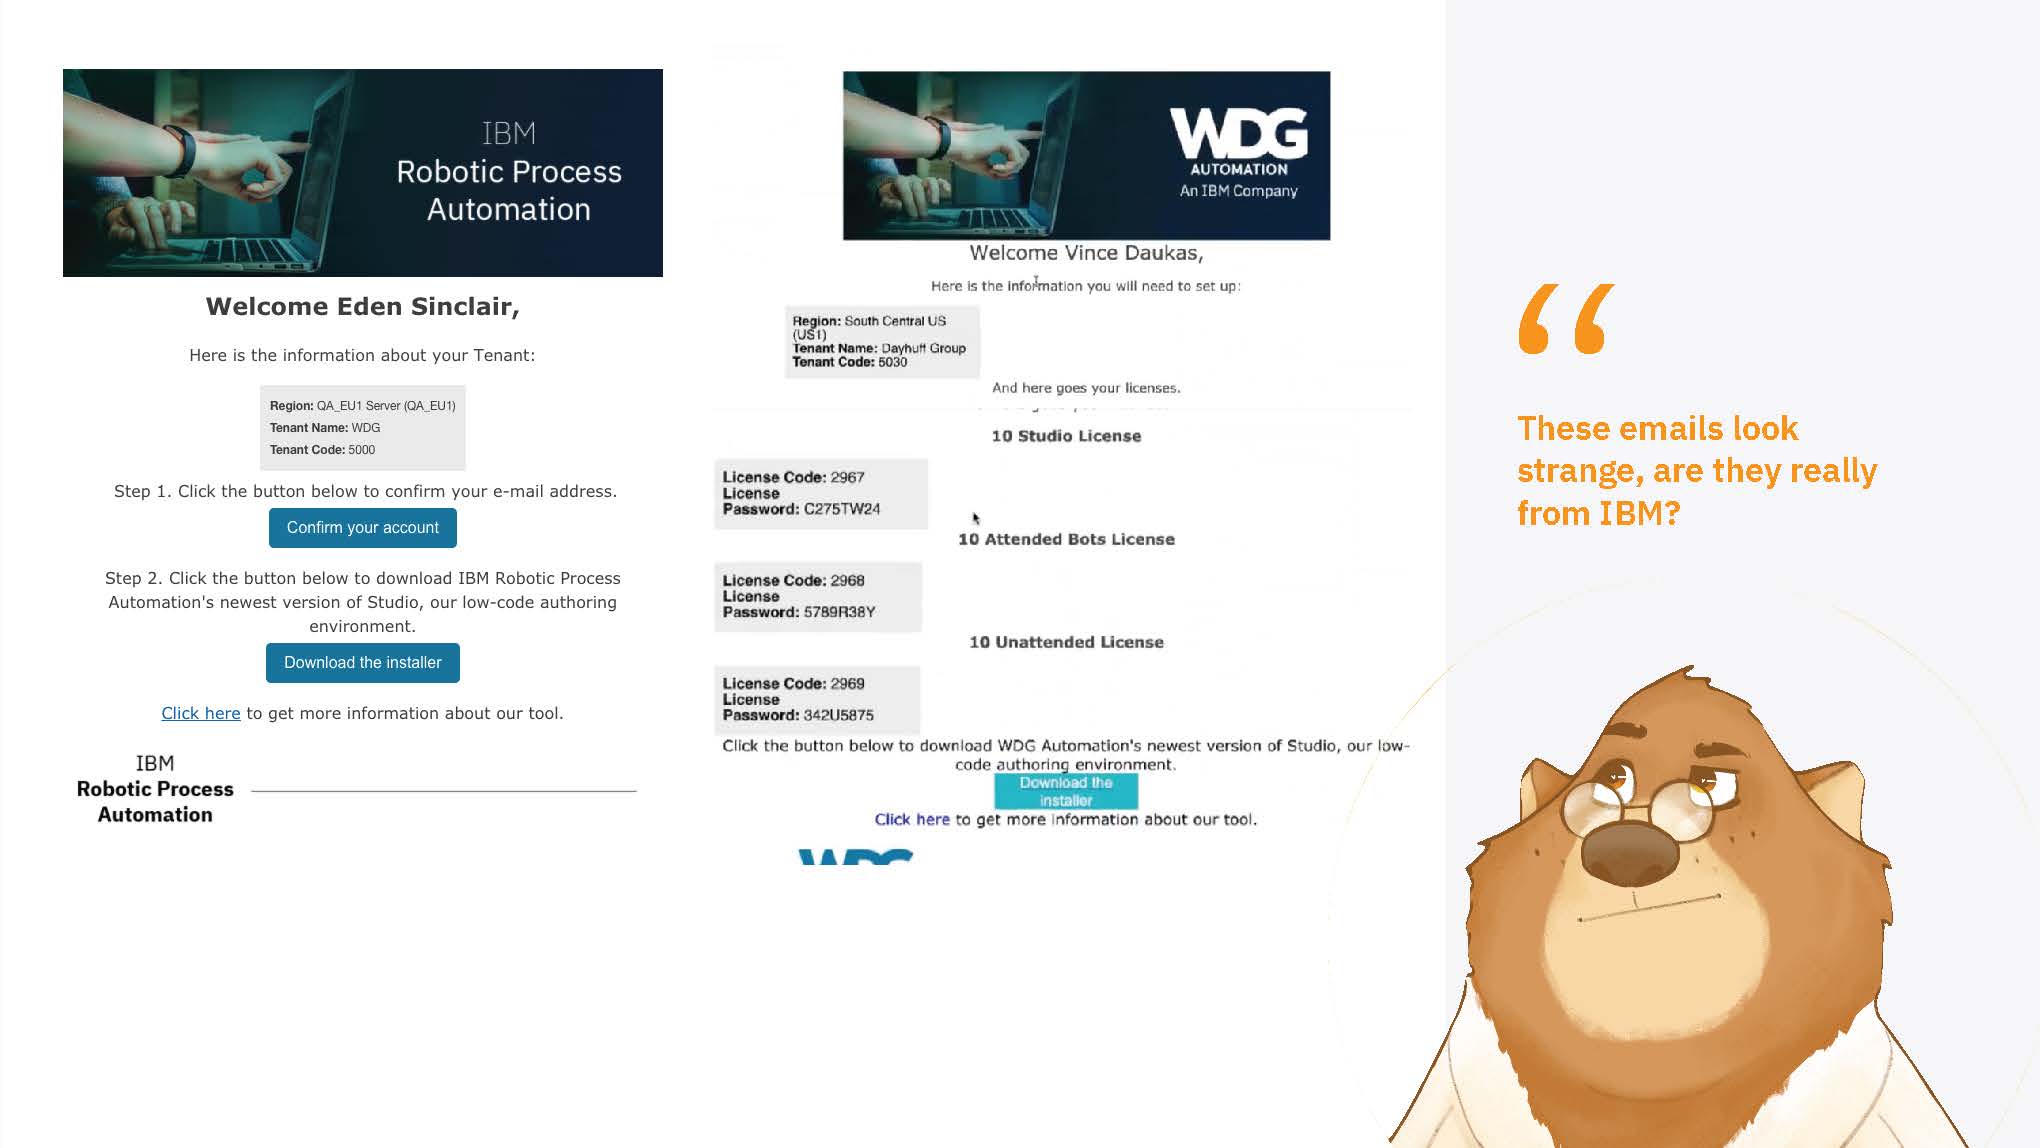 IBM
Robotic Process
Automation
Welcome Eden Sinclair,
Here is the information about your Tenant:
Region: QA_EU1 Server (QA_EU1)
Tenant Name: WDG
Tenant Code: 5000
Step 1. Click the button below to confirm your e-mail address.
Confirm your account
Step 2. Click the button below to download IBM Robotic Process
Automation's newest version of Studio, our low-code authoring
environment.
Download the installer
Click here to get more information about our tool.
IBM
Robotic Process
Automation
WDG
AUTOMATION
An IBM Company
Welcome Vince Daukas,
Here is the information you will need to set up:
Region: South Central US
(US1)
Tenant Name: Dayhuff Group
Tenant Code: 5030
And here goes your licenses.
10 Studio License
License Code: 2967
License
Password: C275TW24
10 Attended Bots License
License Code: 2968
License
Password: 5789R38Y
10 Unattended License
License Code: 2969
License
Password: 342U5875
Click the button below to download WDG Automation's newest version of Studio, our low-
code authoring environment.
Download the
installer
Click here to get more information about our tool.
WDG
“
These emails look
strange, are they really
from IBM?